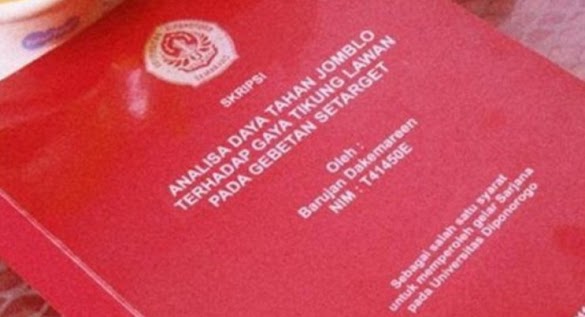 SKRIPSI
ANALISA DAYA TAHAN JOMBLO
TERHADAP GAYA TIKUNG LAWAN
PADA GEBETAN SETARGET
Oleh :
Barujan Dakemareen
NIM : T41450E
Sebagai salah satu syarat
untuk memperoleh gelar Sarjana
pada Universitas Diponorogo